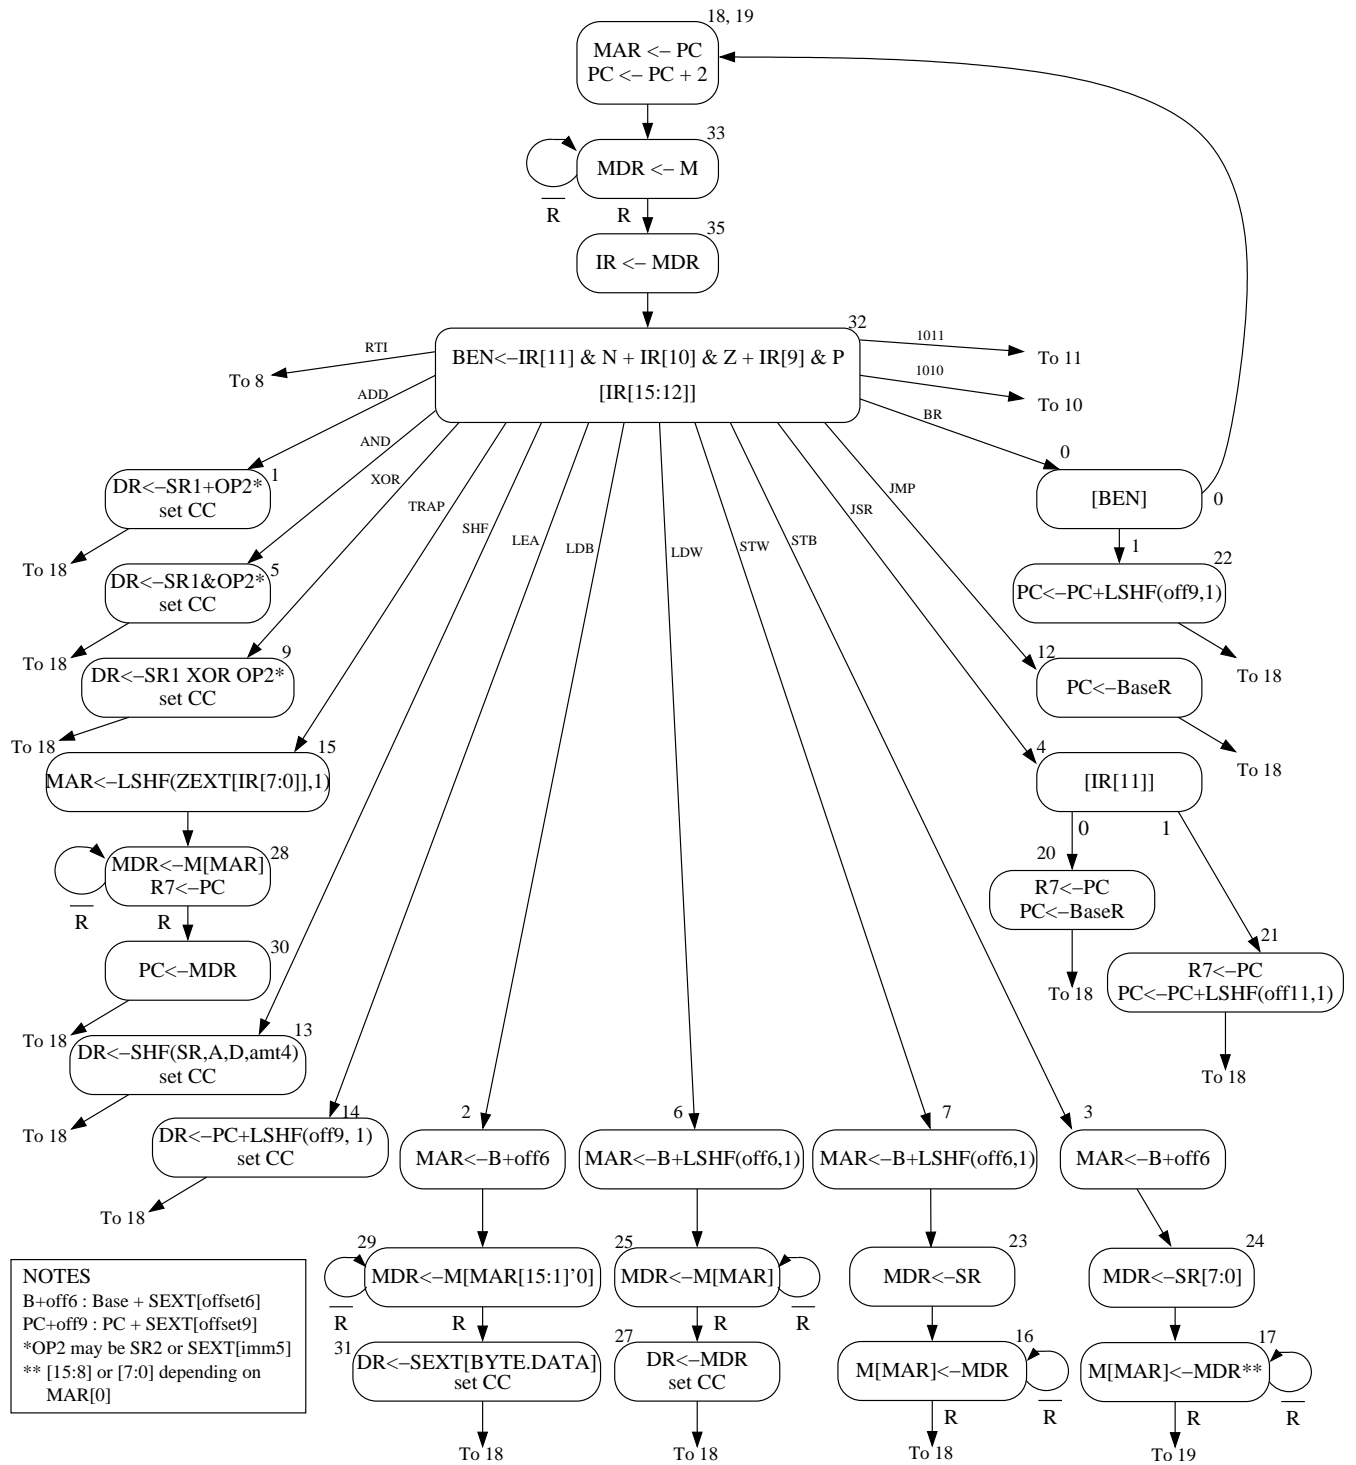 18, 19
MAR <– PC
PC <– PC + 2
33
MDR <– M
R
R
35
IR <– MDR
32
BEN<–IR[11] & N + IR[10] & Z + IR[9] & P
[IR[15:12]]
RTI
To 8
1011
To 11
1010
To 10
ADD
AND
XOR
TRAP
SHF
LEA
LDB
LDW
STW
STB
JSR
JMP
BR
1
DR<–SR1+OP2*
set CC
To 18
5
DR<–SR1&OP2*
set CC
To 18
9
DR<–SR1 XOR OP2*
set CC
To 18
15
MAR<–LSHF(ZEXT[IR[7:0]],1)
28
MDR<–M[MAR]
R7<–PC
R
R
30
PC<–MDR
To 18
13
DR<–SHF(SR,A,D,amt4)
set CC
To 18
14
DR<–PC+LSHF(off9, 1)
set CC
To 18
0
[BEN]
0
1
22
PC<–PC+LSHF(off9,1)
To 18
12
PC<–BaseR
To 18
4
[IR[11]]
0
1
20
R7<–PC
PC<–BaseR
To 18
21
R7<–PC
PC<–PC+LSHF(off11,1)
To 18
2
MAR<–B+off6
29
MDR<–M[MAR[15:1]’0]
R
R
31
DR<–SEXT[BYTE.DATA]
set CC
To 18
6
MAR<–B+LSHF(off6,1)
25
MDR<–M[MAR]
R
R
27
DR<–MDR
set CC
To 18
7
MAR<–B+LSHF(off6,1)
23
MDR<–SR
16
M[MAR]<–MDR
R
R
To 18
3
MAR<–B+off6
24
MDR<–SR[7:0]
17
M[MAR]<–MDR**
R
R
To 19
NOTES
B+off6 : Base + SEXT[offset6]
PC+off9 : PC + SEXT[offset9]
*OP2 may be SR2 or SEXT[imm5]
** [15:8] or [7:0] depending on
MAR[0]